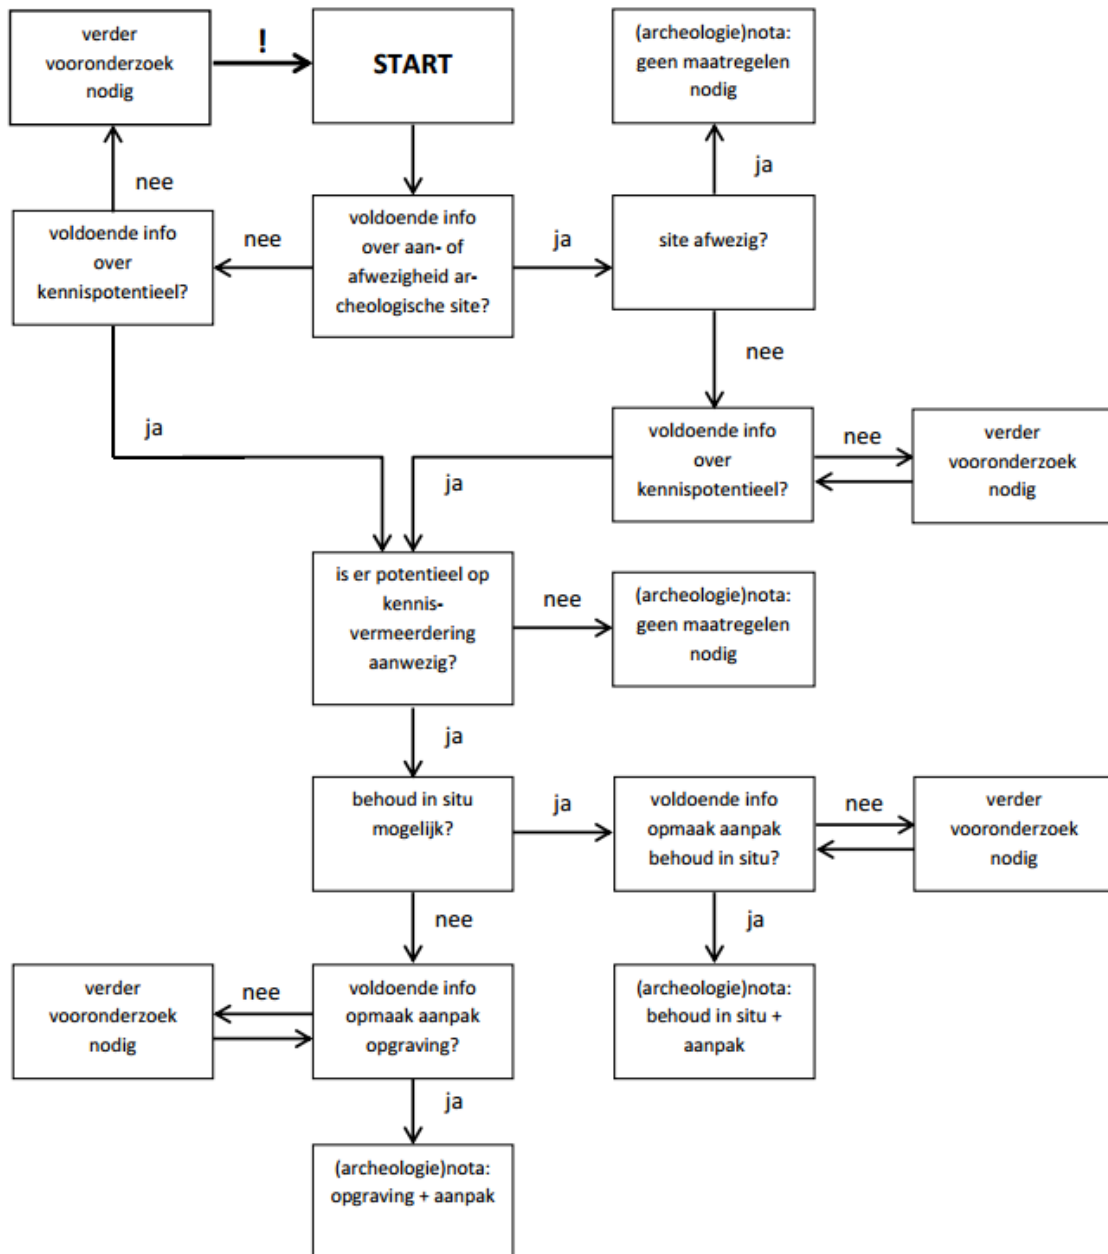 verder
vooronderzoek
nodig
!
START
(archeologie)nota:
geen maatregelen
nodig
nee
ja
voldoende info
over
kennispotentieel?
nee
voldoende info
over aan- of
afwezigheid ar-
cheologische site?
ja
site afwezig?
nee
ja
voldoende info
over
kennispotentieel?
nee
verder
vooronderzoek
nodig
ja
is er potentieel op
kennis-
vermeerdering
aanwezig?
nee
(archeologie)nota:
geen maatregelen
nodig
ja
behoud in situ
mogelijk?
ja
voldoende info
opmaak aanpak
behoud in situ?
nee
verder
vooronderzoek
nodig
nee
ja
verder
vooronderzoek
nodig
nee
voldoende info
opmaak aanpak
opgraving?
(archeologie)nota:
behoud in situ +
aanpak
ja
(archeologie)nota:
opgraving + aanpak